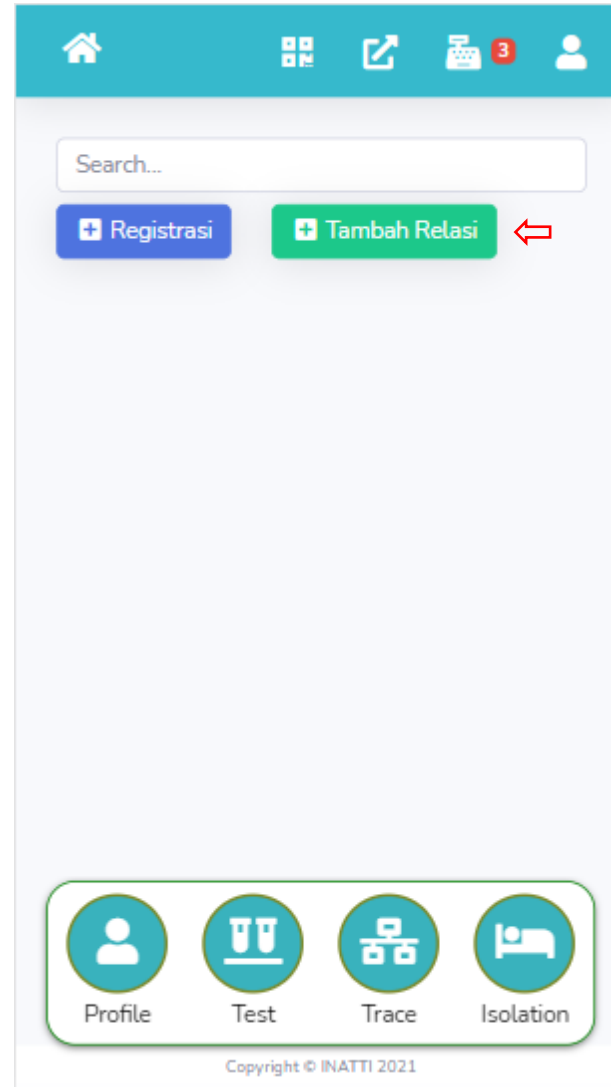 3
Search...
Registrasi Tambah Relasi
Profile Test Trace Isolation
Copyright © INATTI 2021